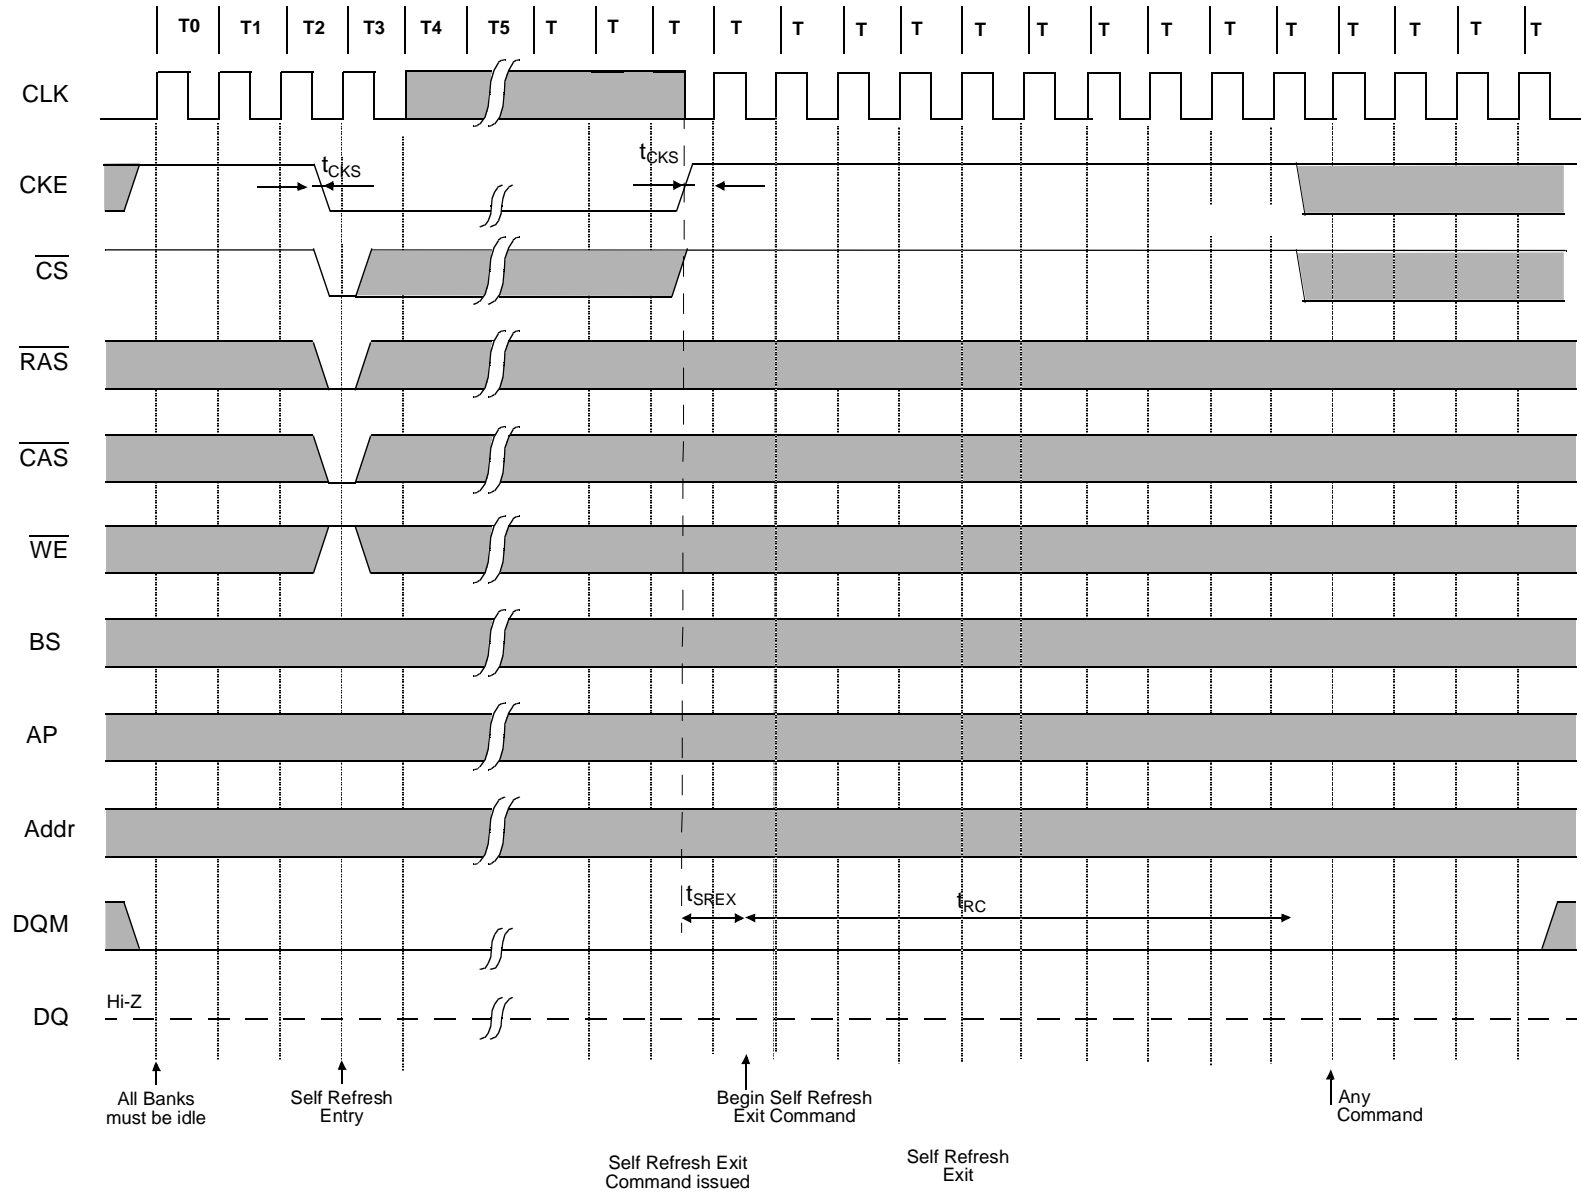 T0 T1 T2 T3 T4 T5 T T T T T T T T T T T T T T T T T
CLK
tCKS tCKS
CKE
CS
RAS
CAS
WE
BS
AP
Addr
tSREX tRC
DQM
Hi-Z
DQ
All Banks
must be idle
Self Refresh
Entry
Begin Self Refresh
Exit Command
Any
Command
Self Refresh Exit
Command issued
Self Refresh
Exit